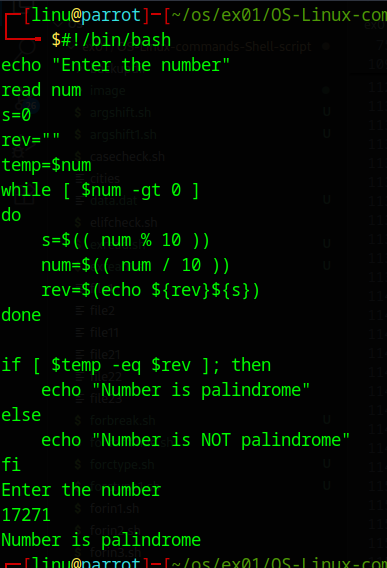 ┌─[linu@parrot]─[~/os/ex01/OS-Linux-com
└──╼ $#!/bin/bash
echo "Enter the number"
read num
s=0
rev=""
temp=$num
while [ $num -gt 0 ]
do
    s=$(( num % 10 ))
    num=$(( num / 10 ))
    rev=$(echo ${rev}${s})
done

if [ $temp -eq $rev ]; then
    echo "Number is palindrome"
else
    echo "Number is NOT palindrome"
fi
Enter the number
17271
Number is palindrome
┌─[linu@parrot]─[~/os/ex01/OS-Linux-com